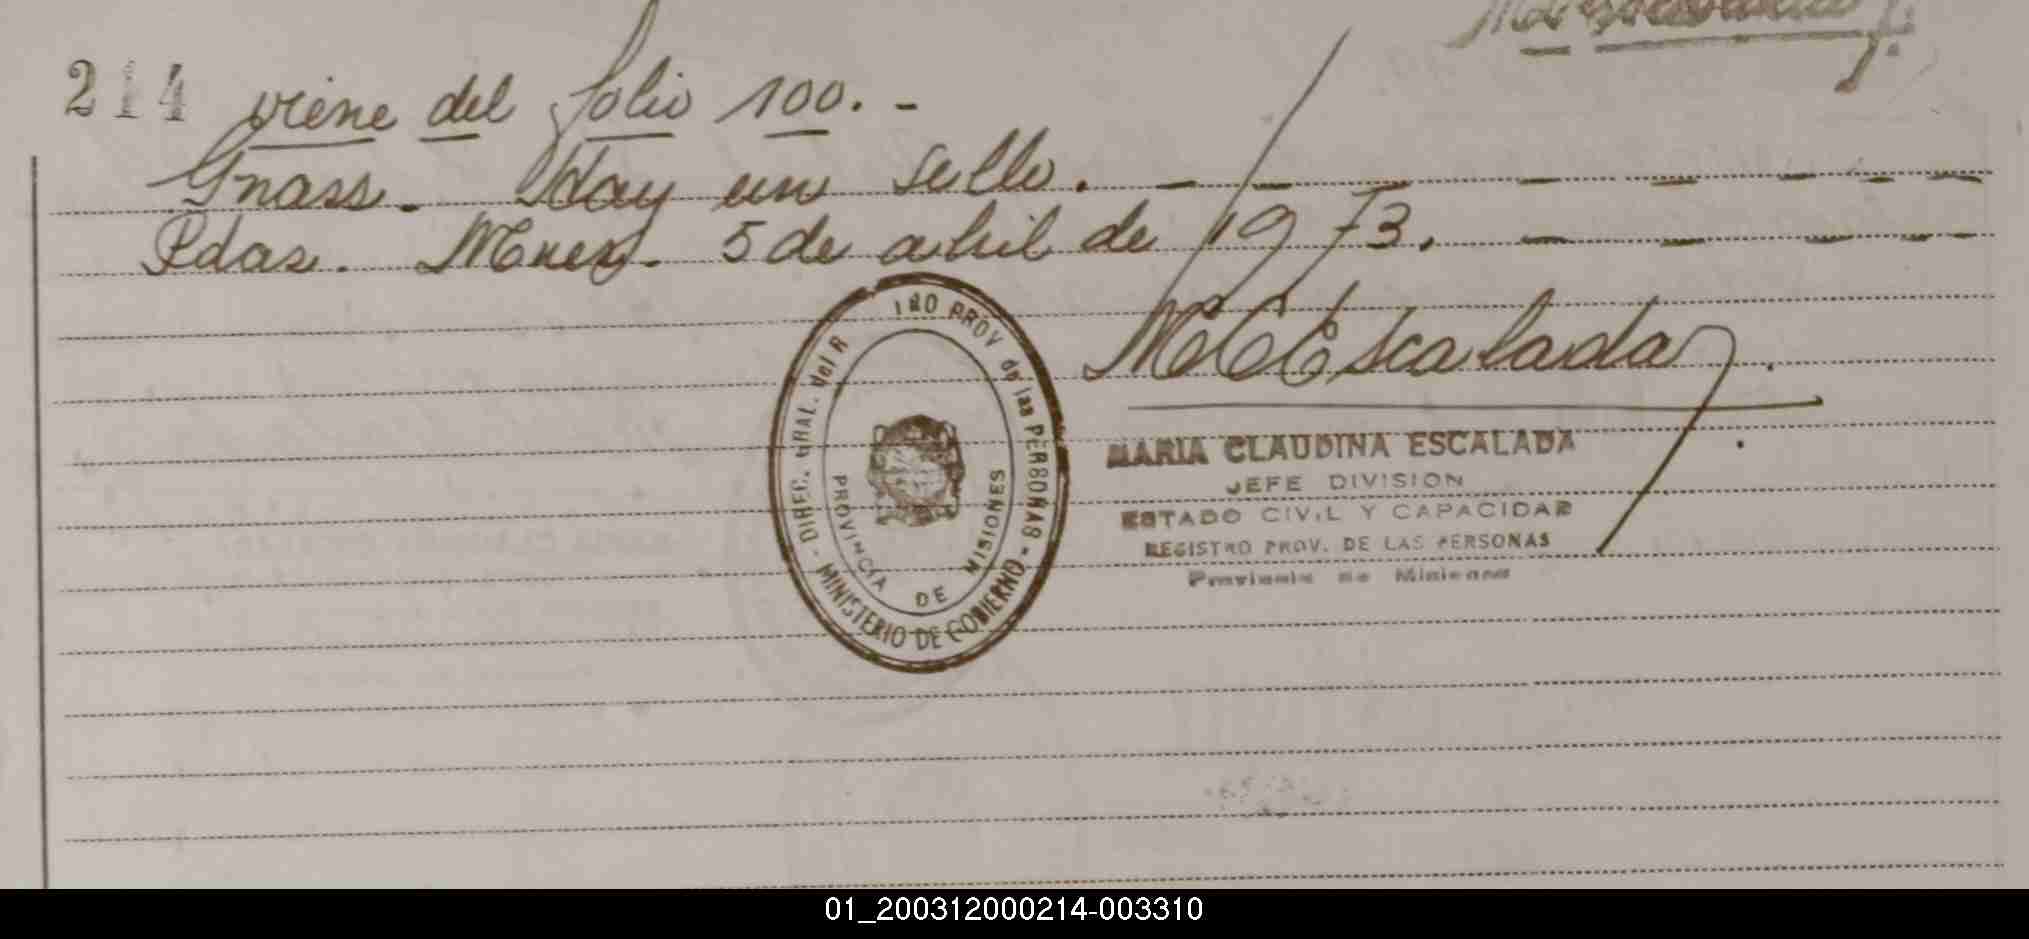 214 viene del folio 100. -
Gnass. Hay un sello. - - - - - - - -
Pdas. Mnes. 5 de abril de 1973. - - - - -
MCEscalada
DIREC. GRAL. del R PROV de las PERSONAS - MINISTERIO DE GOBIERNO -
PROVINCIA DE MISIONES
MARIA CLAUDINA ESCALADA
JEFE DIVISION
ESTADO CIVIL Y CAPACIDAD
REGISTRO PROV. DE LAS PERSONAS
Provincia de Misiones
01_200312000214-003310